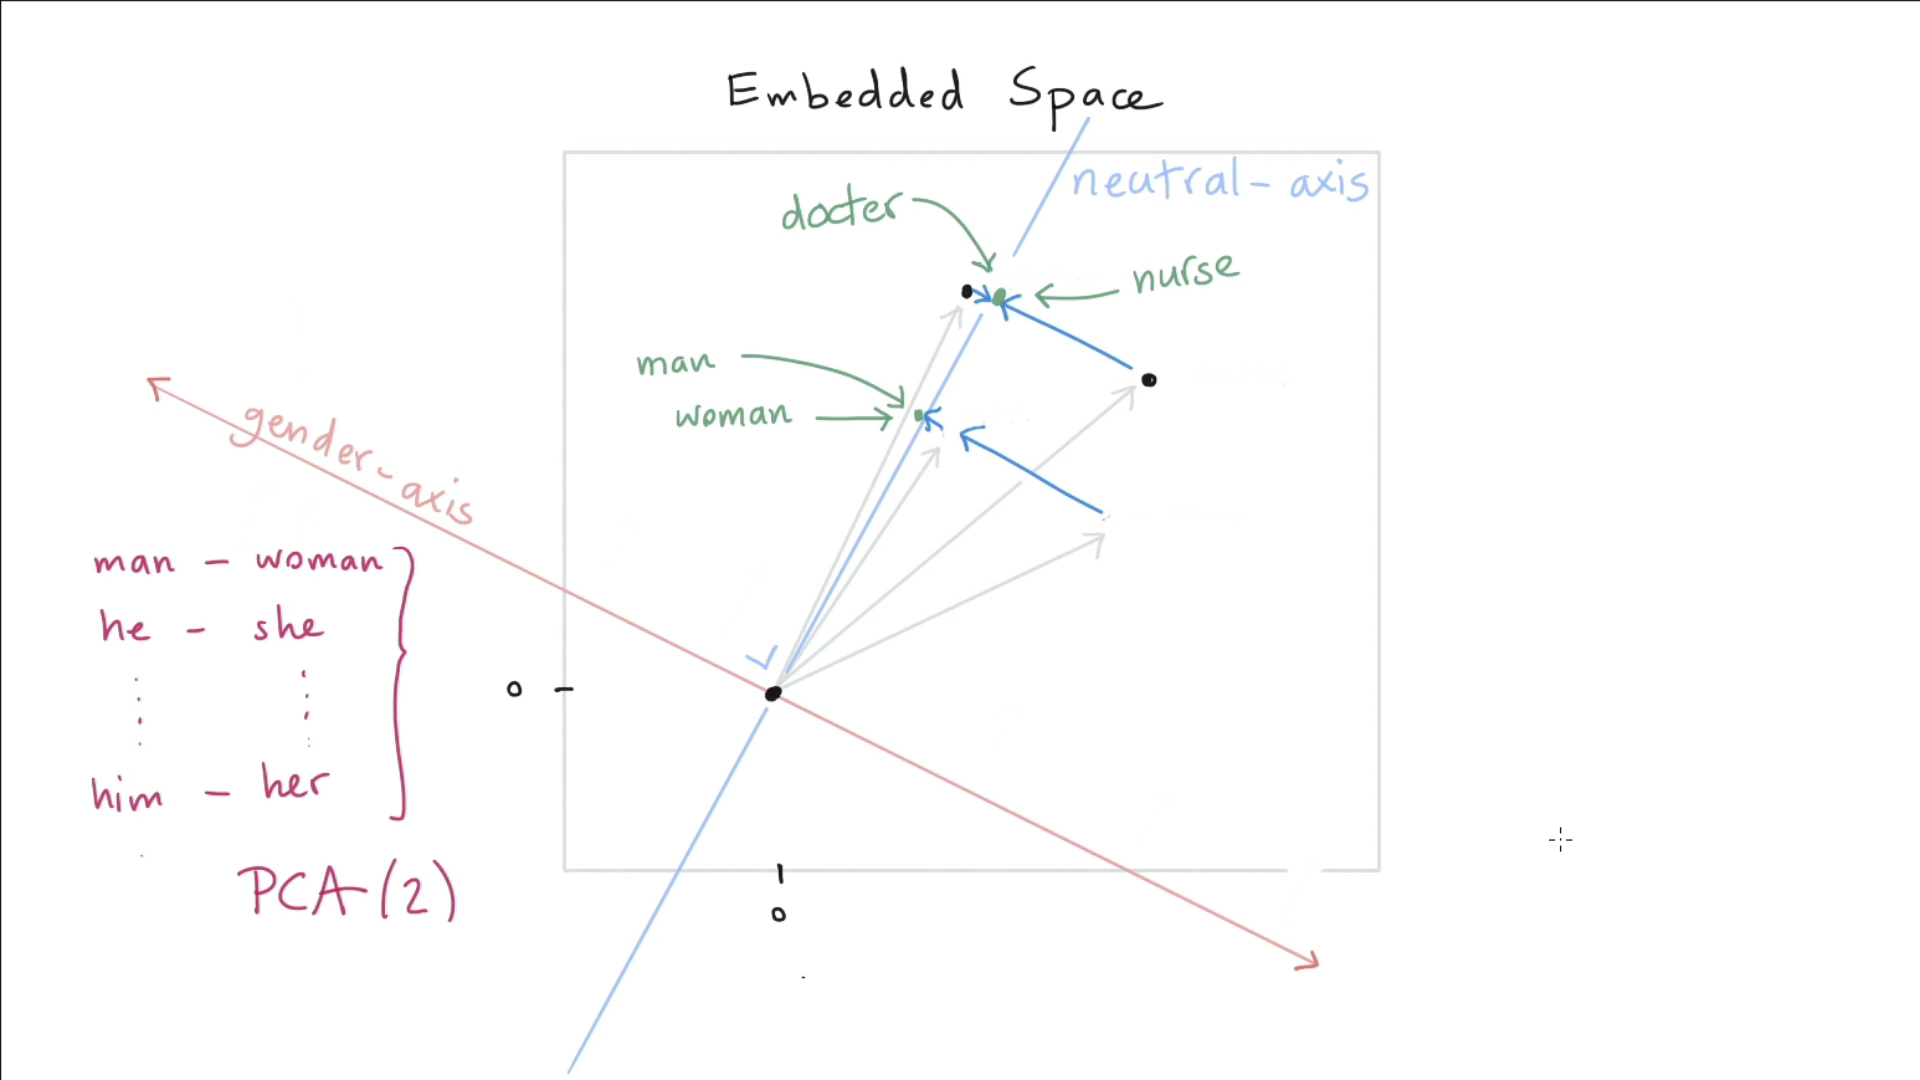 Embedded Space
neutral-axis
docter
nurse
man
woman
gender-axis
man - woman
he - she
him - her
PCA(2)
0
0